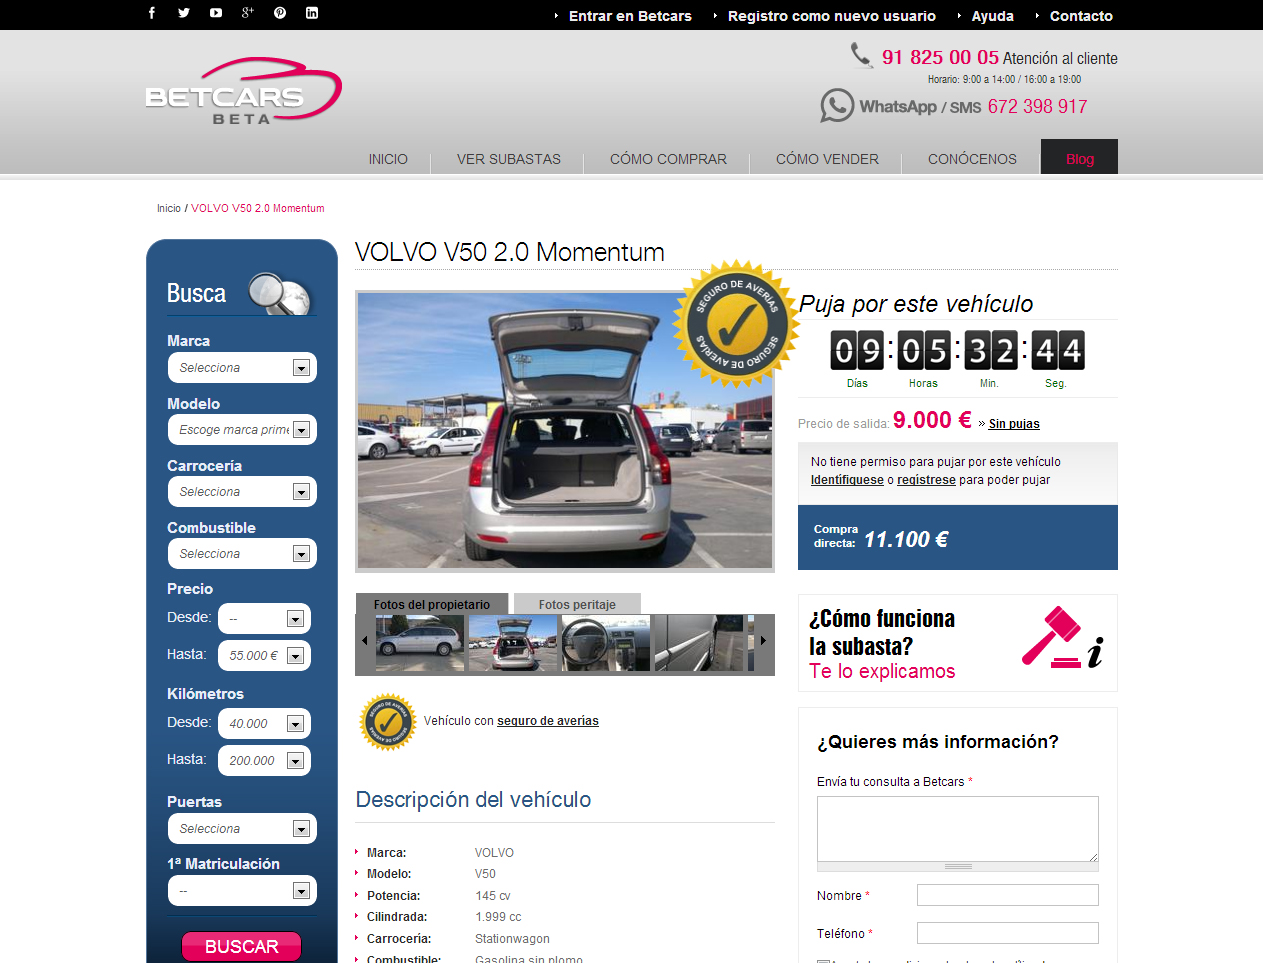 Entrar en Betcars
Registro como nuevo usuario
Ayuda
Contacto
BETCARS
BETA
91 825 00 05 Atención al cliente
Horario: 9:00 a 14:00 / 16:00 a 19:00
WhatsApp / SMS 672 398 917
INICIO
VER SUBASTAS
CÓMO COMPRAR
CÓMO VENDER
CONÓCENOS
Blog
Inicio / VOLVO V50 2.0 Momentum
Busca
Marca
Selecciona
Modelo
Escoge marca prime
Carrocería
Selecciona
Combustible
Selecciona
Precio
Desde: --
Hasta: 55.000 €
Kilómetros
Desde: 40.000
Hasta: 200.000
Puertas
Selecciona
1ª Matriculación
--
BUSCAR
VOLVO V50 2.0 Momentum
SEGURO DE AVERÍAS
SEGURO DE AVERÍAS
Fotos del propietario
Fotos peritaje
SEGURO DE AVERÍAS
SEGURO DE AVERÍAS
Vehículo con seguro de averías
Descripción del vehículo
Marca: VOLVO
Modelo: V50
Potencia: 145 cv
Cilindrada: 1.999 cc
Carrocería: Stationwagon
Combustible: Gasolina sin plomo
Puja por este vehículo
09:05:32:44
Días Horas Min. Seg.
Precio de salida: 9.000 € » Sin pujas
No tiene permiso para pujar por este vehículo
Identifíquese o regístrese para poder pujar
Compra
directa: 11.100 €
¿Cómo funciona
la subasta?
Te lo explicamos
¿Quieres más información?
Envía tu consulta a Betcars *
Nombre *
Teléfono *